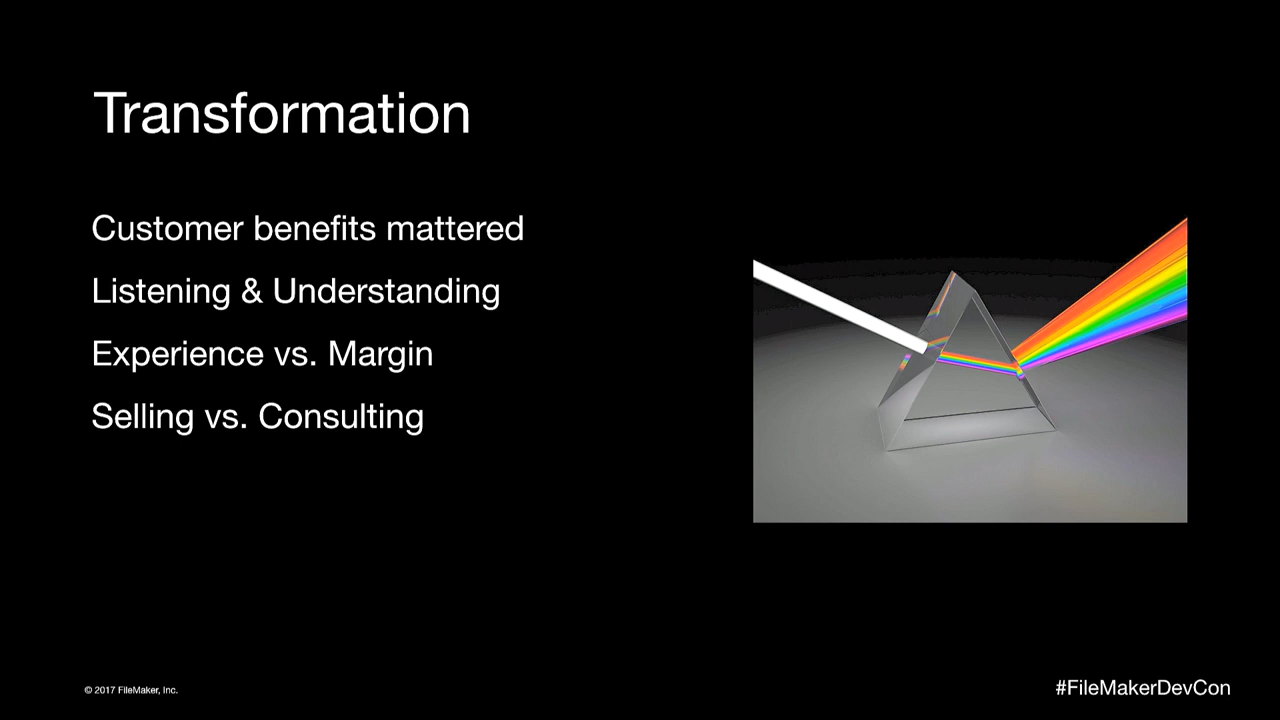 Transformation
Customer benefits mattered
Listening & Understanding
Experience vs. Margin
Selling vs. Consulting
© 2017 FileMaker, Inc.
#FileMakerDevCon